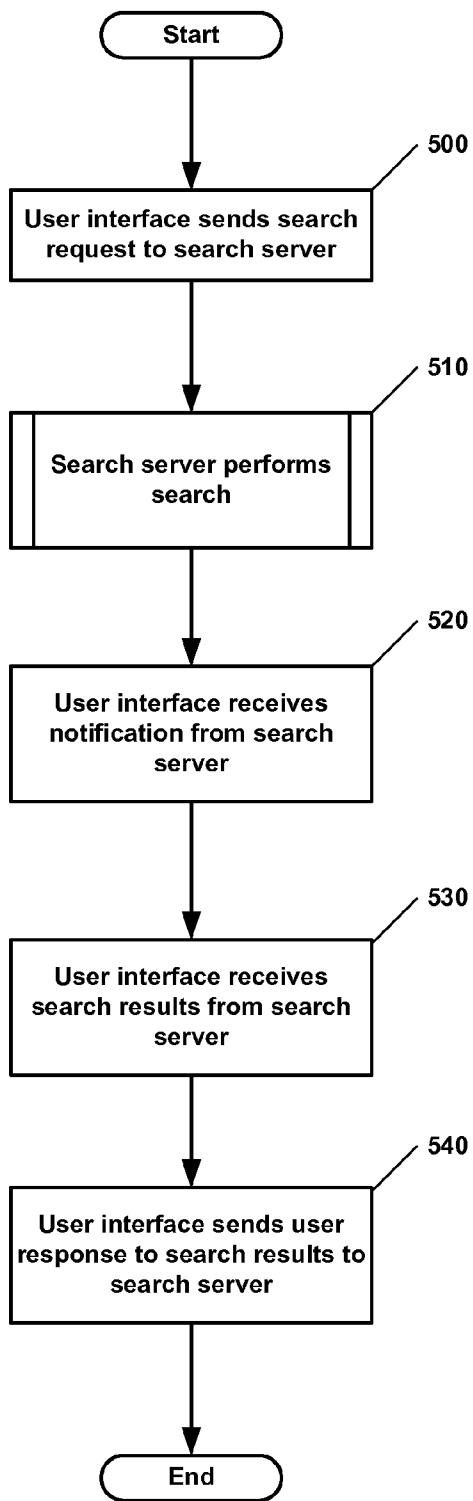 Start
500
User interface sends search
request to search server
510
Search server performs
search
520
User interface receives
notification from search
server
530
User interface receives
search results from search
server
540
User interface sends user
response to search results to
search server
End